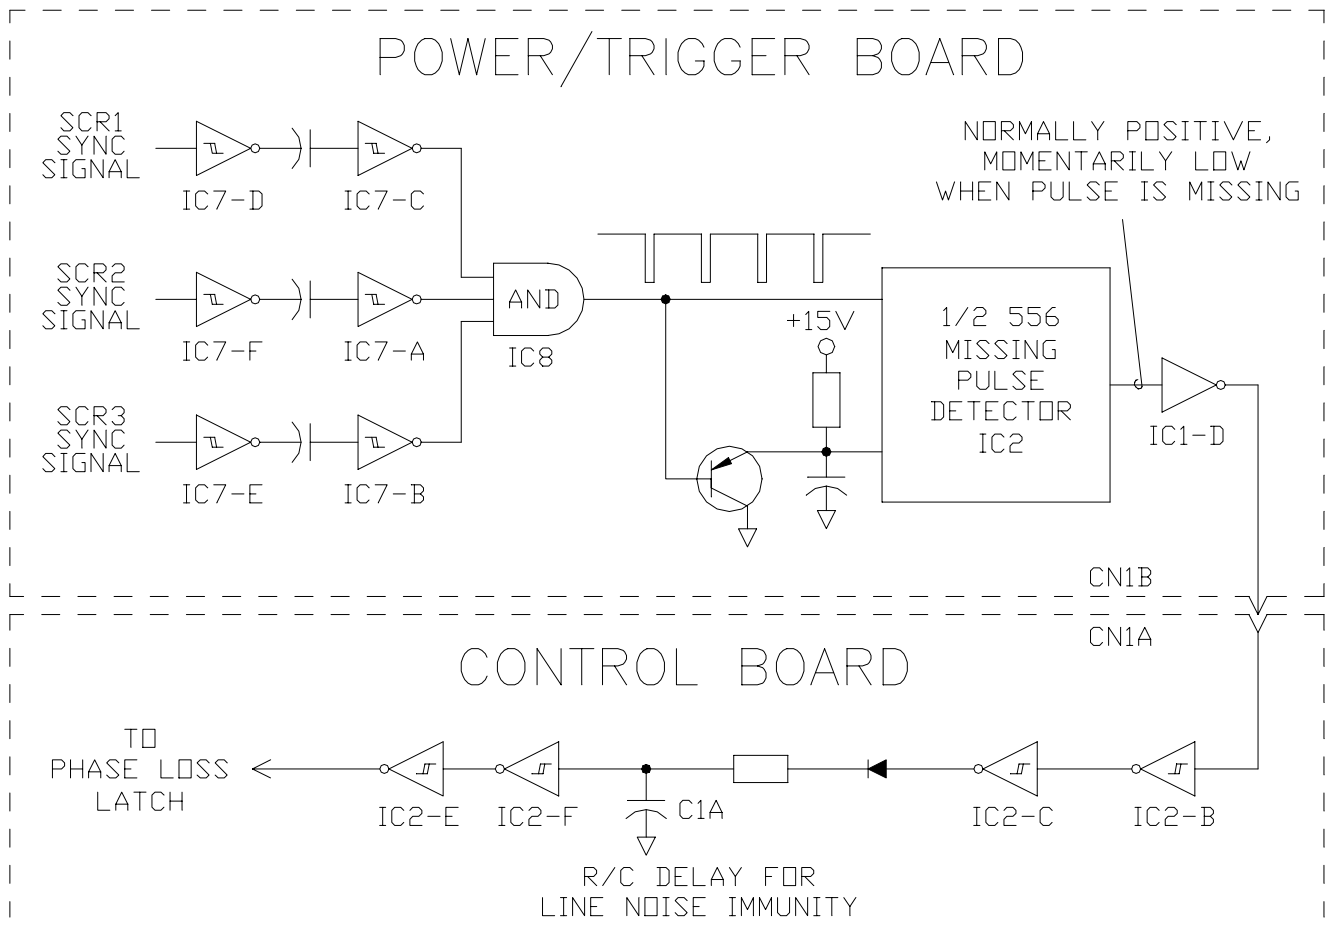 POWER/TRIGGER BOARD
SCR1
SYNC
SIGNAL
IC7-D
IC7-C
NORMALLY POSITIVE,
MOMENTARILY LOW
WHEN PULSE IS MISSING
SCR2
SYNC
SIGNAL
IC7-F
IC7-A
AND
IC8
+15V
1/2 556
MISSING
PULSE
DETECTOR
IC2
IC1-D
SCR3
SYNC
SIGNAL
IC7-E
IC7-B
CN1B
CN1A
CONTROL BOARD
TO
PHASE LOSS
LATCH
IC2-E
IC2-F
C1A
IC2-C
IC2-B
R/C DELAY FOR
LINE NOISE IMMUNITY